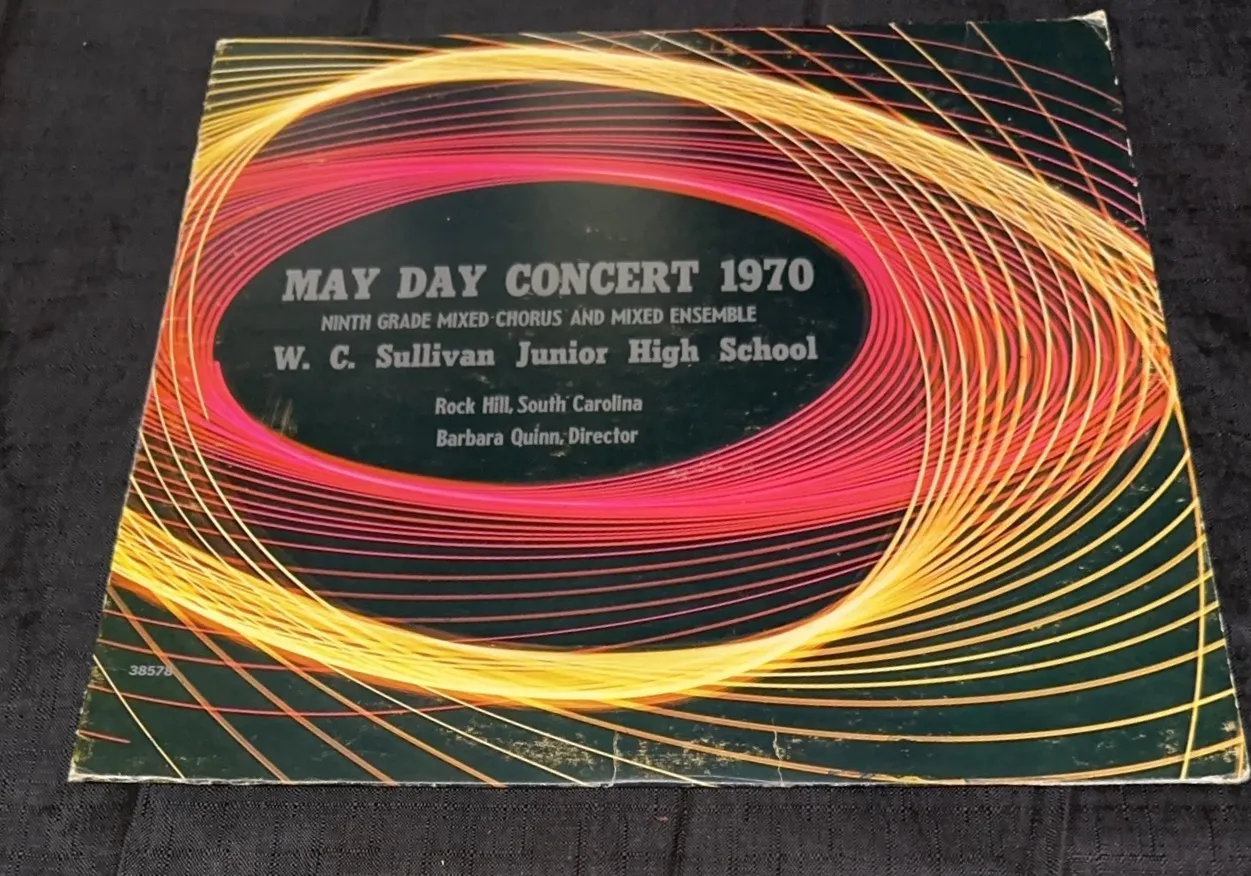 MAY DAY CONCERT 1970
NINTH GRADE MIXED CHORUS AND MIXED ENSEMBLE
W. C. Sullivan Junior High School
Rock Hill, South Carolina
Barbara Quinn, Director
38578